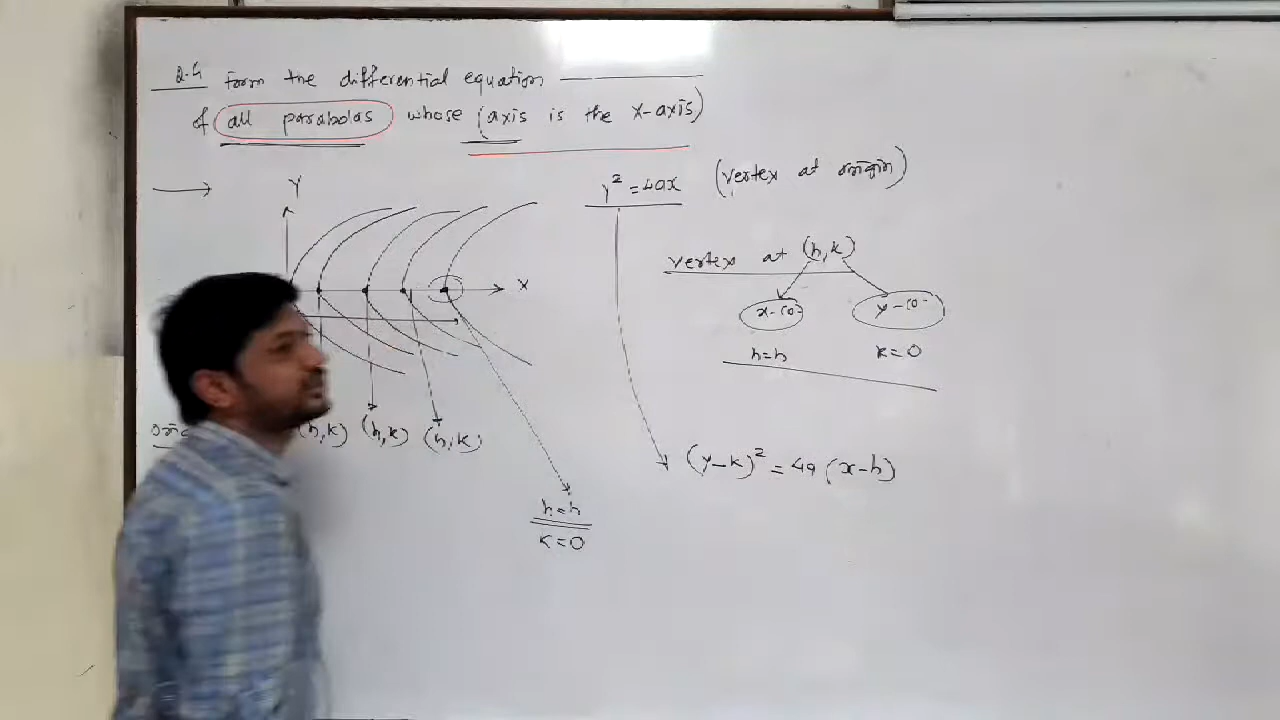 Q.4 form the differential equation
of all parabolas whose (axis is the x-axis)
Y
X
(h,k) (h,k) (h,k)
h=h
k=0
y² = 4ax (vertex at origin)
vertex at (h,k)
x-co- y-co-
h=h k=0
(y-k)² = 4a(x-h)